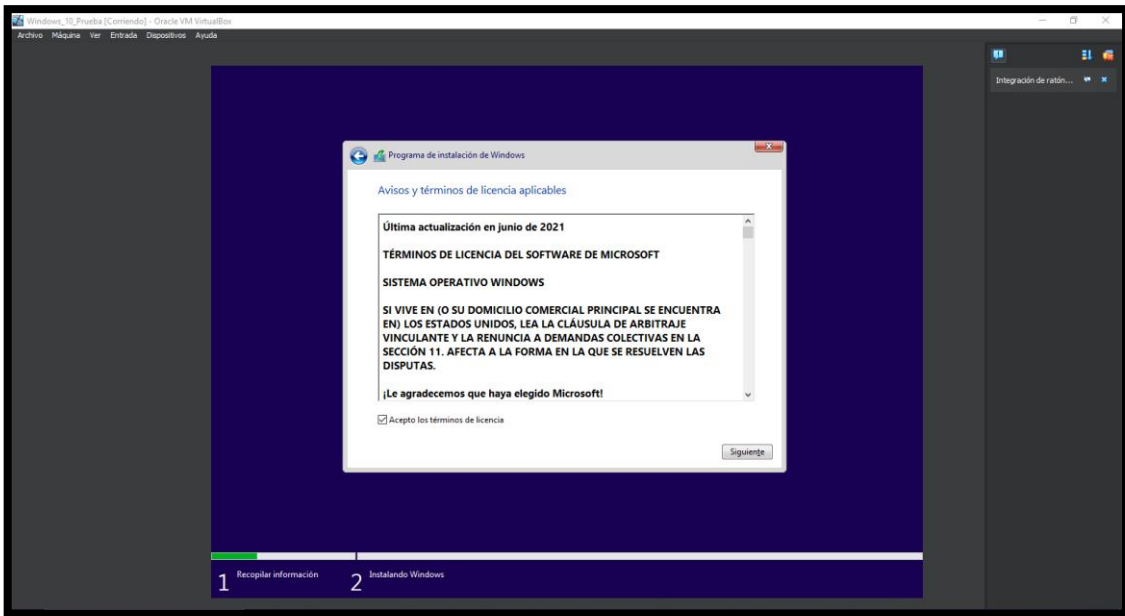 Windows_10_Prueba [Corriendo] - Oracle VM VirtualBox
Archivo Máquina Ver Entrada Dispositivos Ayuda
Integración de ratón...
Programa de instalación de Windows
Avisos y términos de licencia aplicables
Última actualización en junio de 2021
TÉRMINOS DE LICENCIA DEL SOFTWARE DE MICROSOFT
SISTEMA OPERATIVO WINDOWS
SI VIVE EN (O SU DOMICILIO COMERCIAL PRINCIPAL SE ENCUENTRA
EN) LOS ESTADOS UNIDOS, LEA LA CLÁUSULA DE ARBITRAJE
VINCULANTE Y LA RENUNCIA A DEMANDAS COLECTIVAS EN LA
SECCIÓN 11. AFECTA A LA FORMA EN LA QUE SE RESUELVEN LAS
DISPUTAS.
¡Le agradecemos que haya elegido Microsoft!
Acepto los términos de licencia
Siguiente
1 Recopilar información
2 Instalando Windows